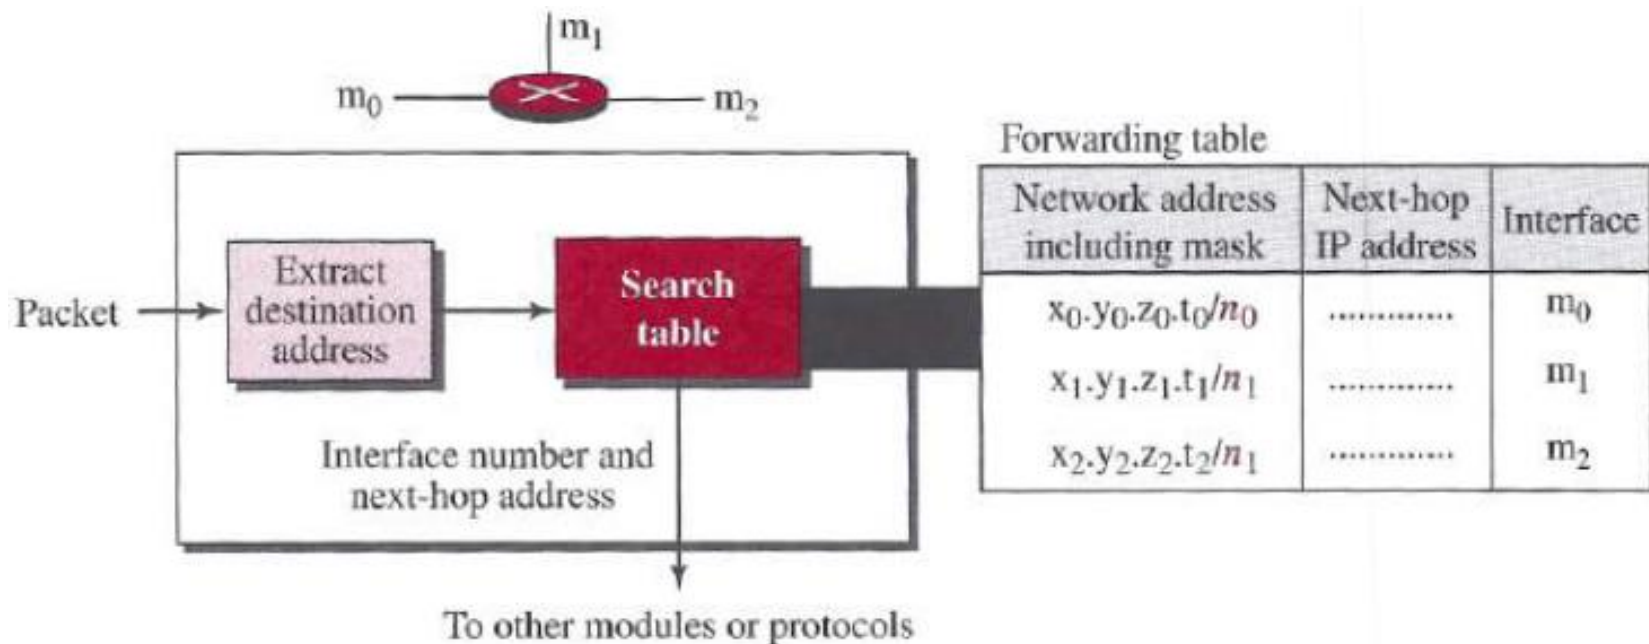 m₁
m₀
m₂
Forwarding table
Network address including mask
Next-hop IP address
Interface
x₀.y₀.z₀.t₀/n₀ ............. m₀
x₁.y₁.z₁.t₁/n₁ ............. m₁
x₂.y₂.z₂.t₂/n₁ ............. m₂
Packet
Extract
destination
address
Search
table
Interface number and
next-hop address
To other modules or protocols